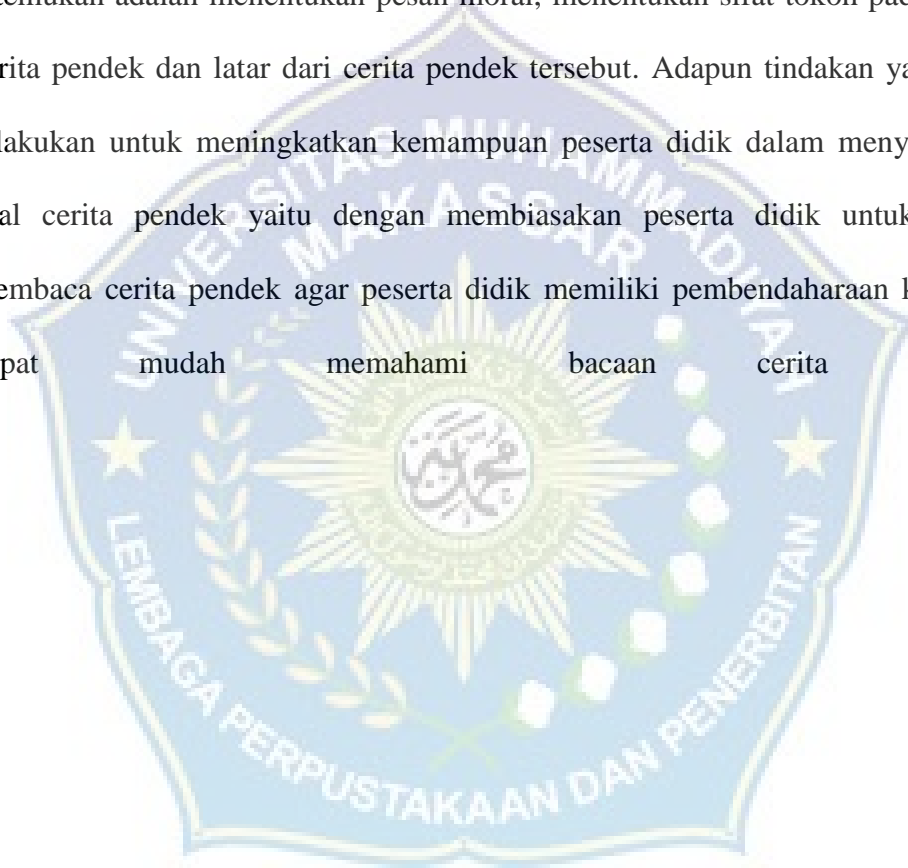 temukan adalah menentukan pesan moral, menentukan sifat tokoh pad
rita pendek dan latar dari cerita pendek tersebut. Adapun tindakan ya
lakukan untuk meningkatkan kemampuan peserta didik dalam meny
al cerita pendek yaitu dengan membiasakan peserta didik untuk
embaca cerita pendek agar peserta didik memiliki pembendaharaan k
pat mudah memahami bacaan cerita
UNIVERSITAS MUHAMMADIYAH
MAKASSAR
LEMBAGA PERPUSTAKAAN DAN PENERBITAN